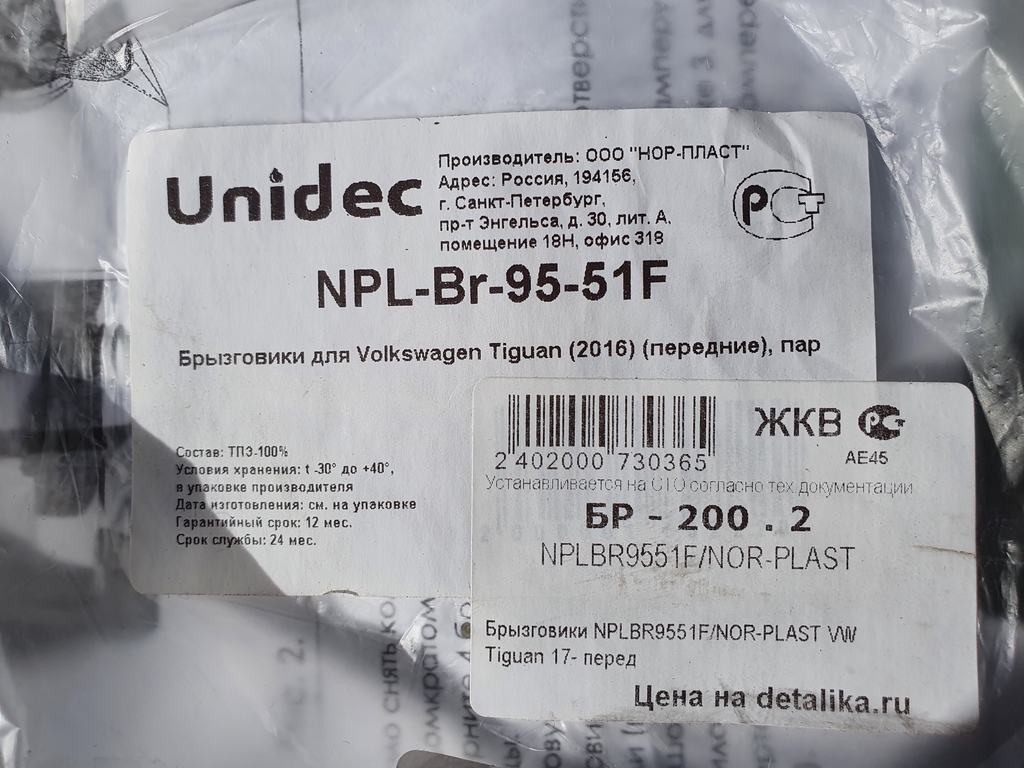 Unidec
Производитель: ООО "НОР-ПЛАСТ"
Адрес: Россия, 194156,
г. Санкт-Петербург,
пр-т Энгельса, д. 30, лит. А,
помещение 18Н, офис 318
РСТ
NPL-Br-95-51F
Брызговики для Volkswagen Tiguan (2016) (передние), пар
Состав: ТПЭ-100%
Условия хранения: t -30° до +40°,
в упаковке производителя
Дата изготовления: см. на упаковке
Гарантийный срок: 12 мес.
Срок службы: 24 мес.
ЖКВ РСТ
АЕ45
2 402000 730365
Устанавливается на СТО согласно тех.документации
БР - 200 . 2
NPLBR9551F/NOR-PLAST
Брызговики NPLBR9551F/NOR-PLAST VW
Tiguan 17- перед
Цена на detalika.ru